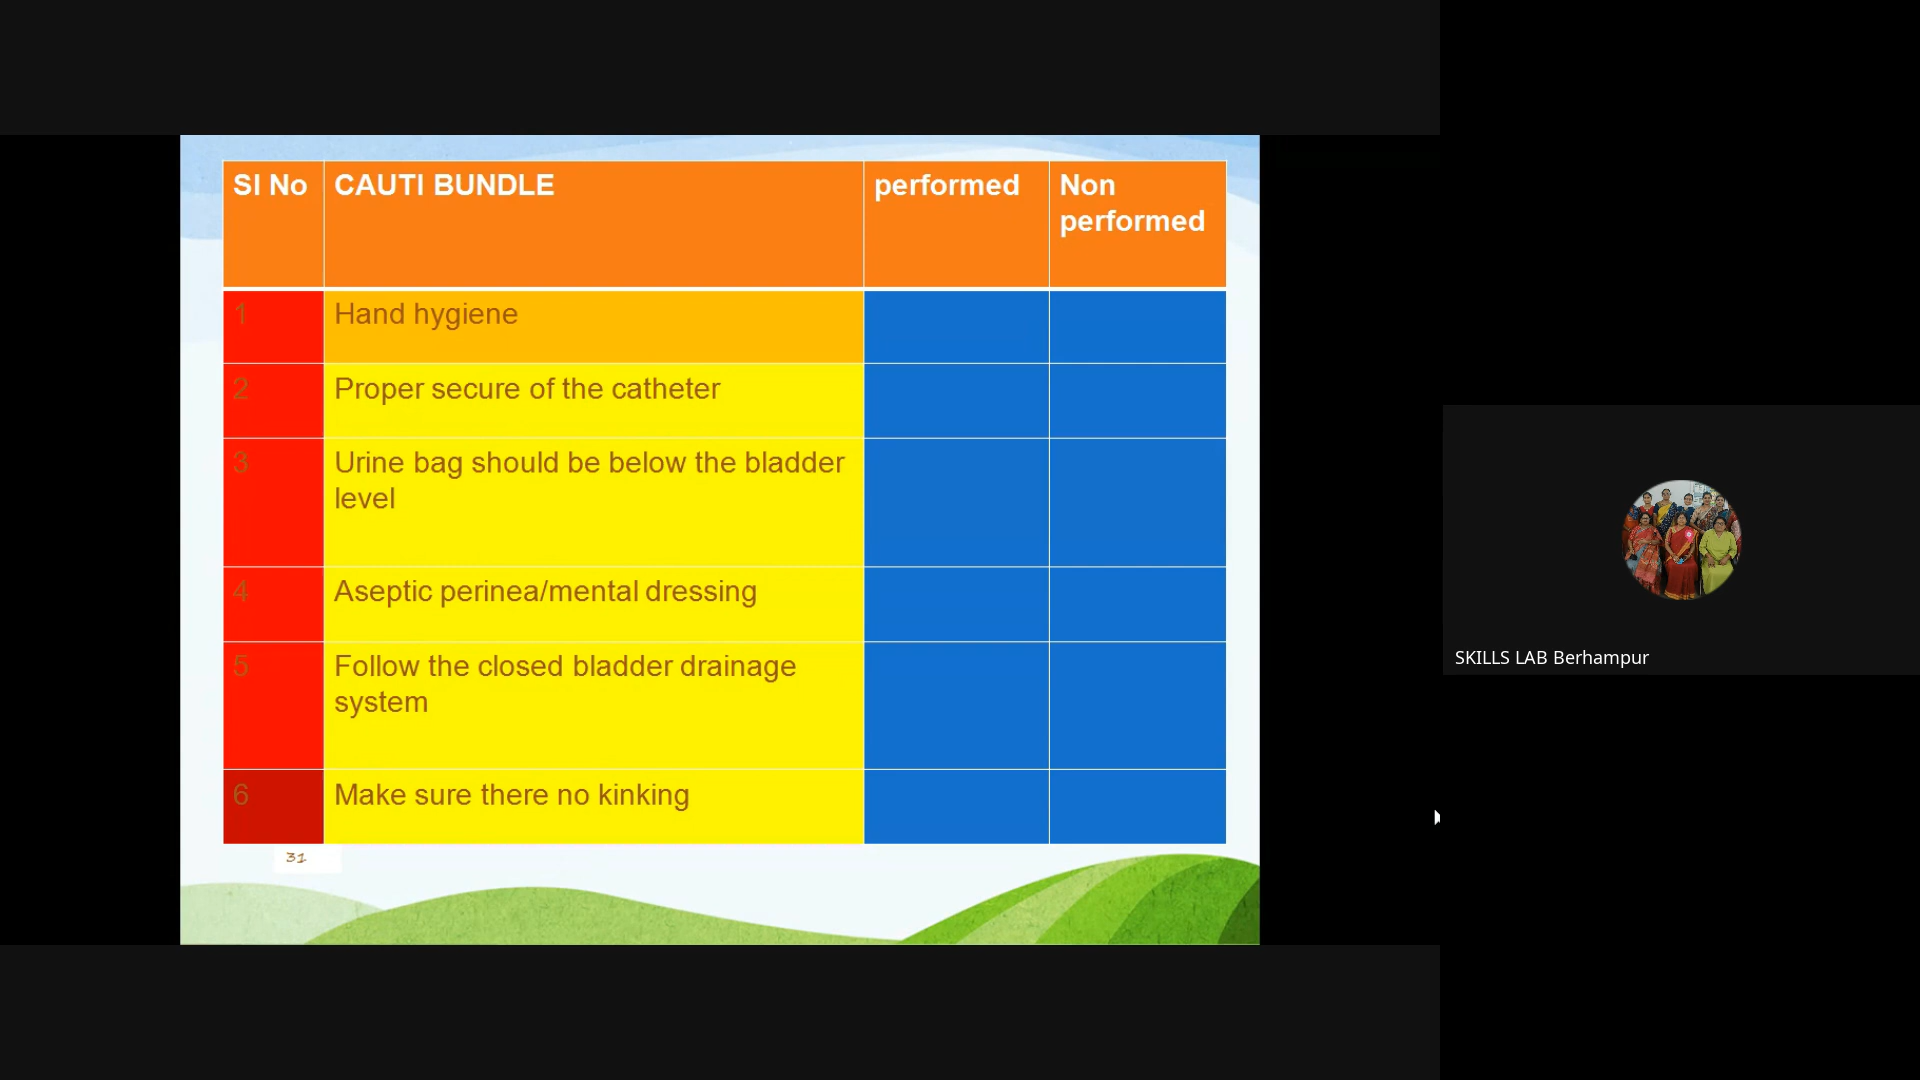 Sl No CAUTI BUNDLE performed Non
performed
1 Hand hygiene
2 Proper secure of the catheter
3 Urine bag should be below the bladder
level
4 Aseptic perinea/mental dressing
5 Follow the closed bladder drainage
system
6 Make sure there no kinking
31
SKILLS LAB Berhampur